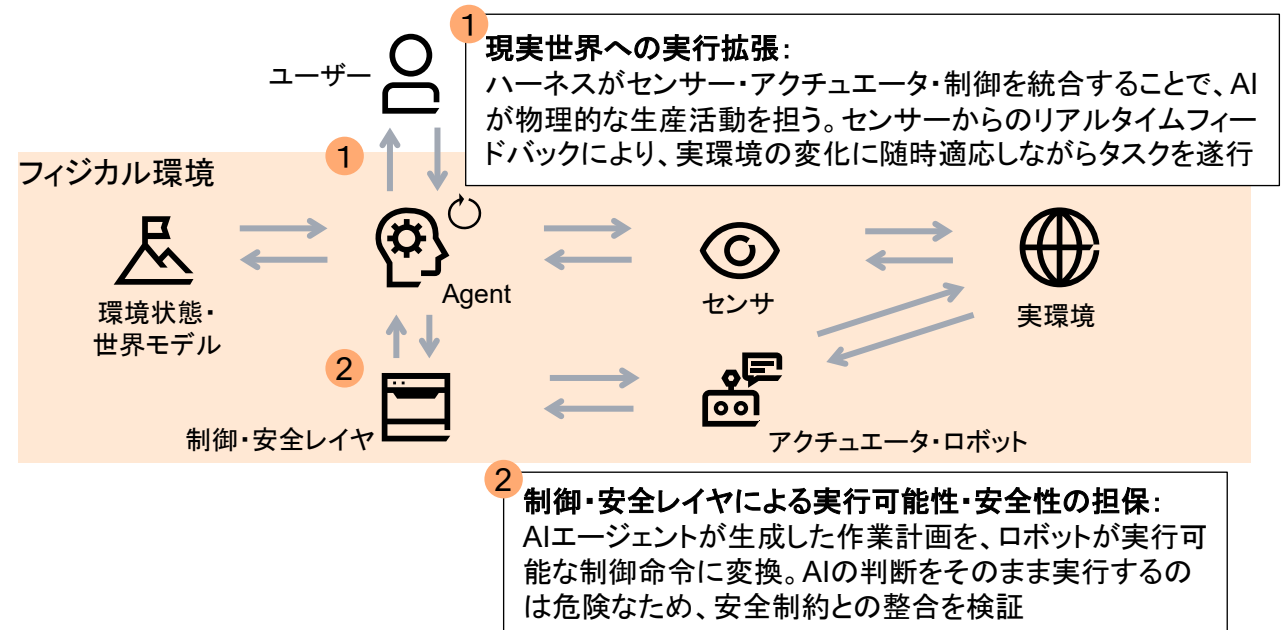 1
現実世界への実行拡張：
ハーネスがセンサー・アクチュエータ・制御を統合することで、AI
が物理的な生産活動を担う。センサーからのリアルタイムフィー
ドバックにより、実環境の変化に随時適応しながらタスクを遂行
ユーザー
1
フィジカル環境
Agent
環境状態・
世界モデル
センサ
実環境
2
制御・安全レイヤ
アクチュエータ・ロボット
2
制御・安全レイヤによる実行可能性・安全性の担保：
AIエージェントが生成した作業計画を、ロボットが実行可
能な制御命令に変換。AIの判断をそのまま実行するの
は危険なため、安全制約との整合を検証